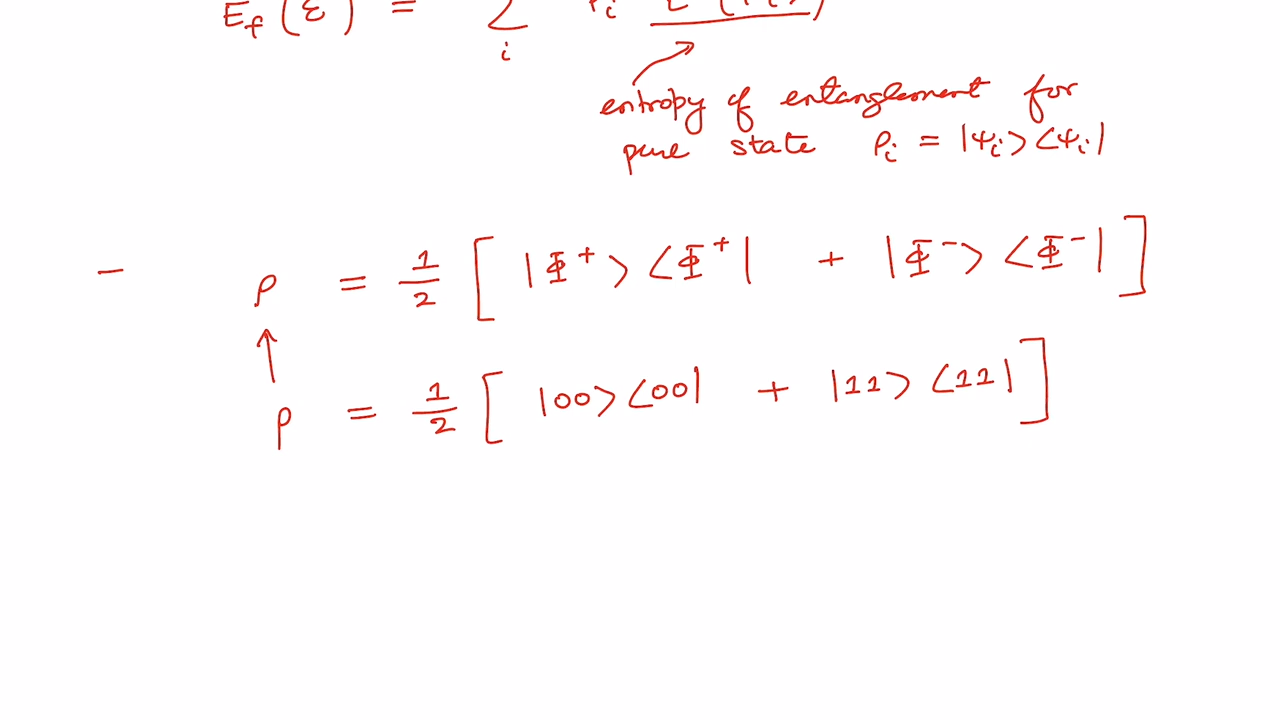 E_f (ε) = Σ_i
entropy of entanglement for
pure state ρ_i = |ψ_i> <ψ_i|
– ρ = 1/2 [ |Φ⁺> <Φ⁺| + |Φ⁻> <Φ⁻| ]
↑
ρ = 1/2 [ |00> <00| + |11> <11| ]